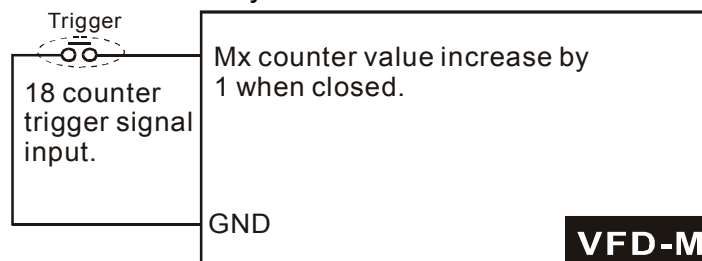 Trigger
Mx counter value increase by
1 when closed.
18 counter
trigger signal
input.
GND
VFD-M